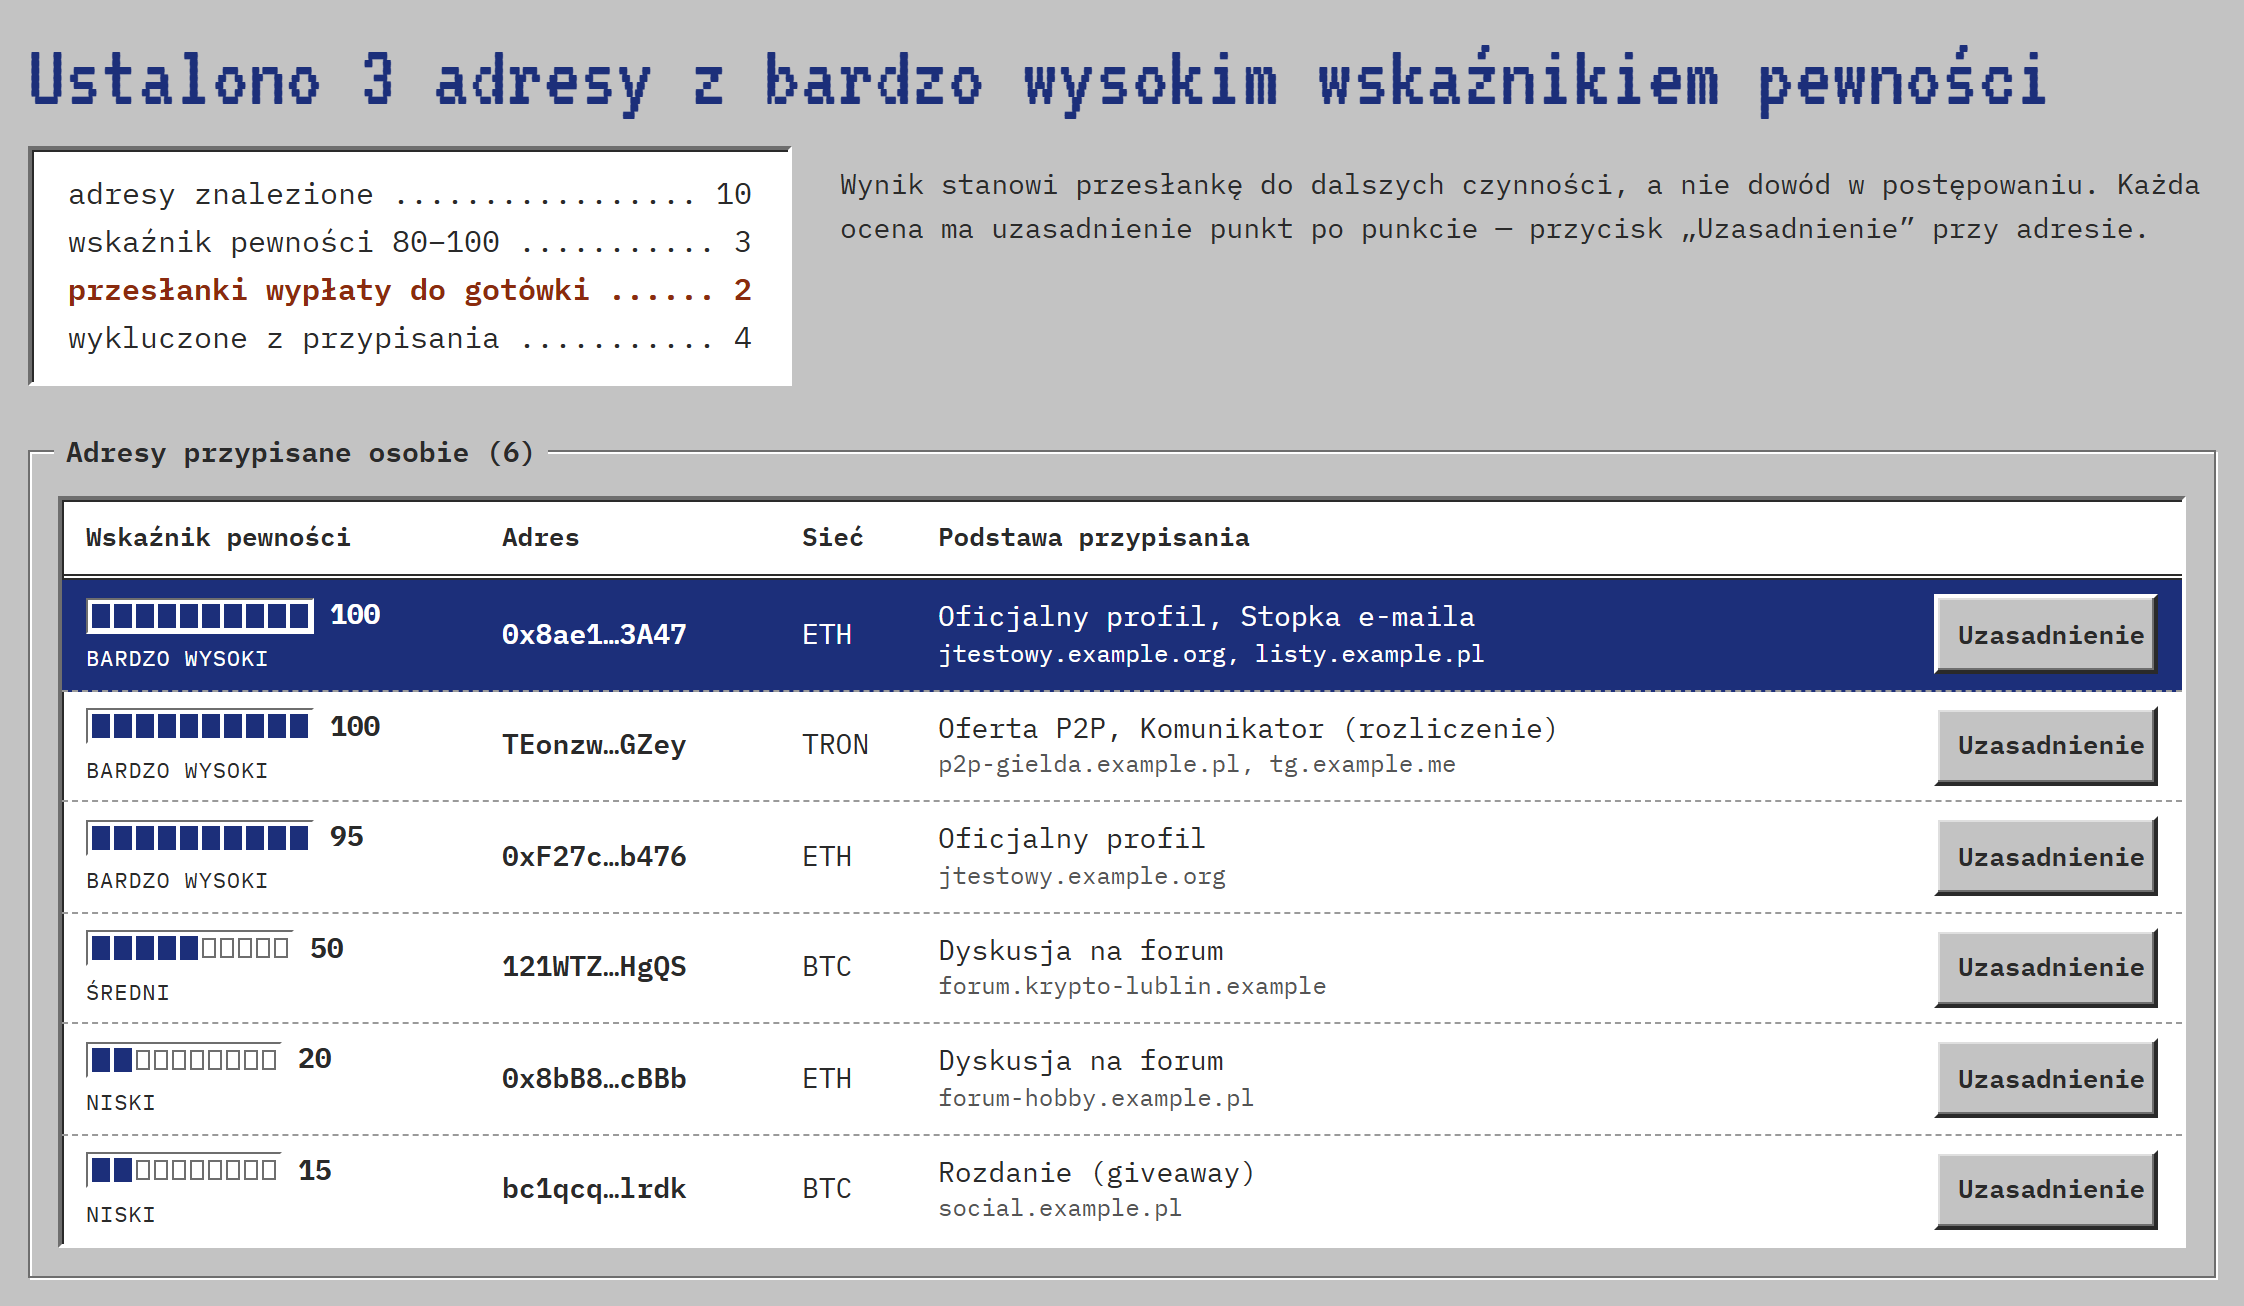 Ustalono 3 adresy z bardzo wysokim wskaźnikiem pewności
adresy znalezione ................. 10
wskaźnik pewności 80–100 ........... 3
przesłanki wypłaty do gotówki ...... 2
wykluczone z przypisania ........... 4
Wynik stanowi przesłankę do dalszych czynności, a nie dowód w postępowaniu. Każda
ocena ma uzasadnienie punkt po punkcie — przycisk „Uzasadnienie” przy adresie.
Adresy przypisane osobie (6)
Wskaźnik pewności Adres Sieć Podstawa przypisania
100 BARDZO WYSOKI 0x8ae1…3A47 ETH Oficjalny profil, Stopka e-maila
jtestowy.example.org, listy.example.pl
Uzasadnienie
100 BARDZO WYSOKI TEonzw…GZey TRON Oferta P2P, Komunikator (rozliczenie)
p2p-gielda.example.pl, tg.example.me
Uzasadnienie
95 BARDZO WYSOKI 0xF27c…b476 ETH Oficjalny profil
jtestowy.example.org
Uzasadnienie
50 ŚREDNI 121WTZ…HgQS BTC Dyskusja na forum
forum.krypto-lublin.example
Uzasadnienie
20 NISKI 0x8bB8…cBBb ETH Dyskusja na forum
forum-hobby.example.pl
Uzasadnienie
15 NISKI bc1qcq…lrdk BTC Rozdanie (giveaway)
social.example.pl
Uzasadnienie